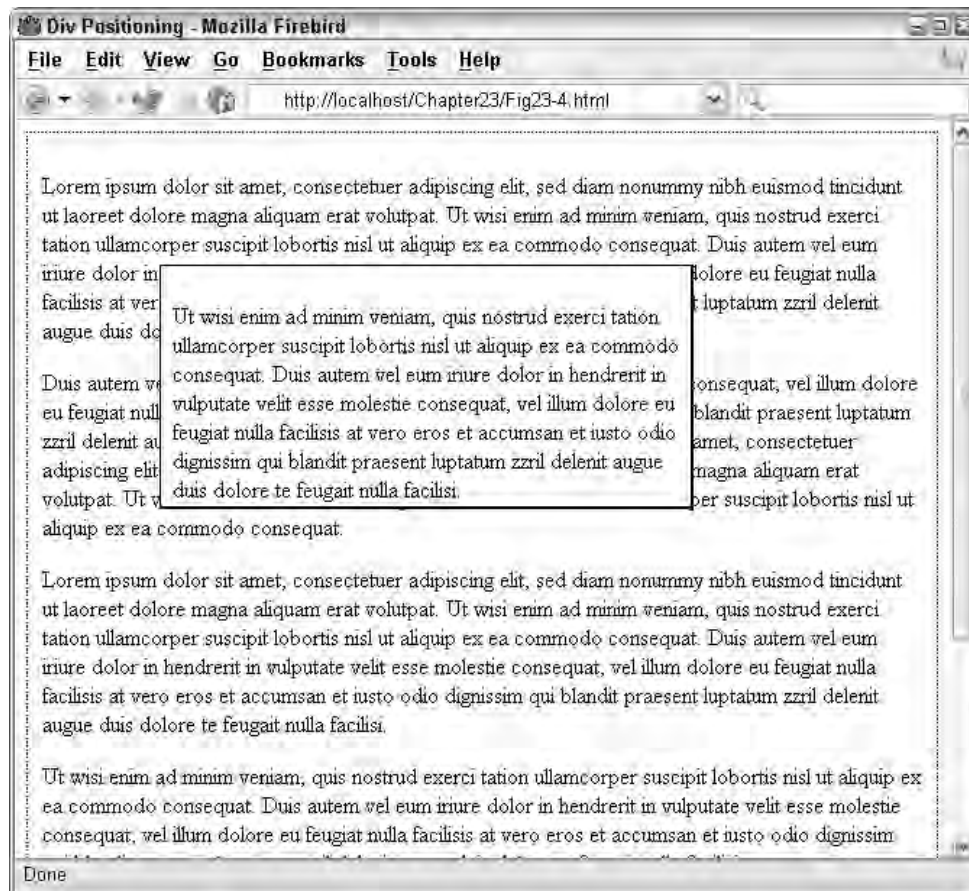 Div Positioning - Mozilla Firebird
File Edit View Go Bookmarks Tools Help
http://localhost/Chapter23/Fig23-4.html
Lorem ipsum dolor sit amet, consectetuer adipiscing elit, sed diam nonummy nibh euismod tincidunt
ut laoreet dolore magna aliquam erat volutpat. Ut wisi enim ad minim veniam, quis nostrud exerci
tation ullamcorper suscipit lobortis nisl ut aliquip ex ea commodo consequat. Duis autem vel eum
iriure dolor in dolore eu feugiat nulla
facilisis at ver luptatum zzril delenit
augue duis do
Ut wisi enim ad minim veniam, quis nostrud exerci tation
ullamcorper suscipit lobortis nisl ut aliquip ex ea commodo
consequat. Duis autem vel eum iriure dolor in hendrerit in
vulputate velit esse molestie consequat, vel illum dolore eu
feugiat nulla facilisis at vero eros et accumsan et iusto odio
dignissim qui blandit praesent luptatum zzril delenit augue
duis dolore te feugait nulla facilisi.
Duis autem ve onsequat, vel illum dolore
eu feugiat null blandit praesent luptatum
zzril delenit au amet, consectetuer
adipiscing elit magna aliquam erat
volutpat. Ut w per suscipit lobortis nisl ut
aliquip ex ea commodo consequat.
Lorem ipsum dolor sit amet, consectetuer adipiscing elit, sed diam nonummy nibh euismod tincidunt
ut laoreet dolore magna aliquam erat volutpat. Ut wisi enim ad minim veniam, quis nostrud exerci
tation ullamcorper suscipit lobortis nisl ut aliquip ex ea commodo consequat. Duis autem vel eum
iriure dolor in hendrerit in vulputate velit esse molestie consequat, vel illum dolore eu feugiat nulla
facilisis at vero eros et accumsan et iusto odio dignissim qui blandit praesent luptatum zzril delenit
augue duis dolore te feugait nulla facilisi.
Ut wisi enim ad minim veniam, quis nostrud exerci tation ullamcorper suscipit lobortis nisl ut aliquip ex
ea commodo consequat. Duis autem vel eum iriure dolor in hendrerit in vulputate velit esse molestie
consequat, vel illum dolore eu feugiat nulla facilisis at vero eros et accumsan et iusto odio dignissim
Done